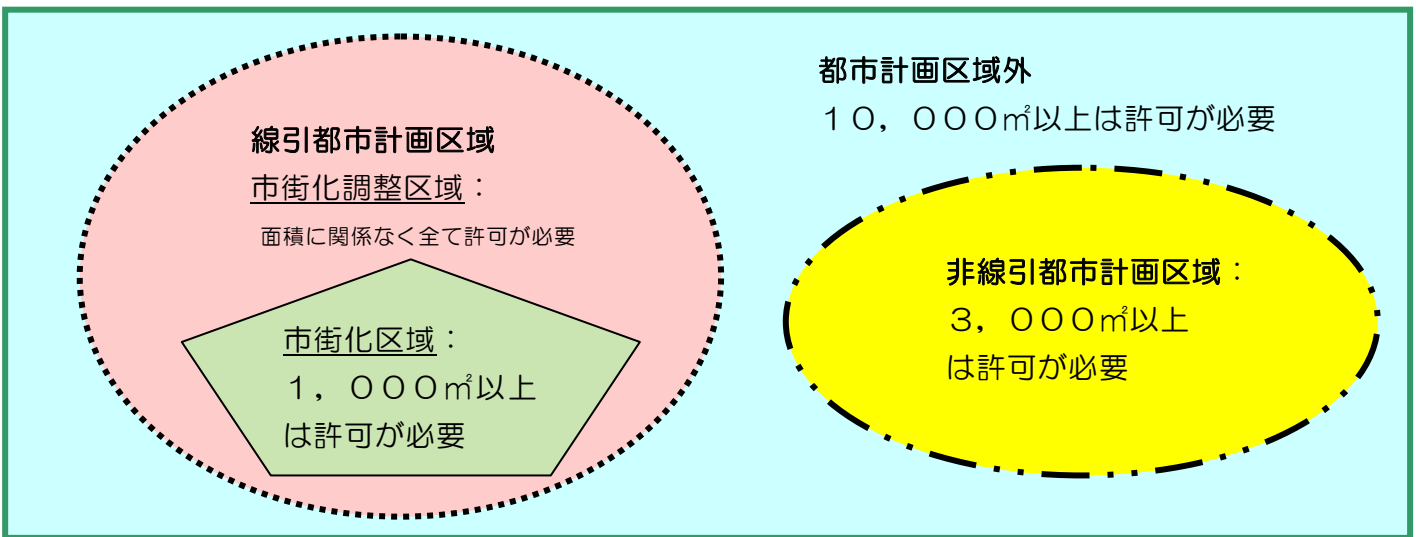 線引都市計画区域
市街化調整区域：
面積に関係なく全て許可が必要
市街化区域：
１，０００㎡以上
は許可が必要
都市計画区域外
１０，０００㎡以上は許可が必要
非線引都市計画区域：
３，０００㎡以上
は許可が必要